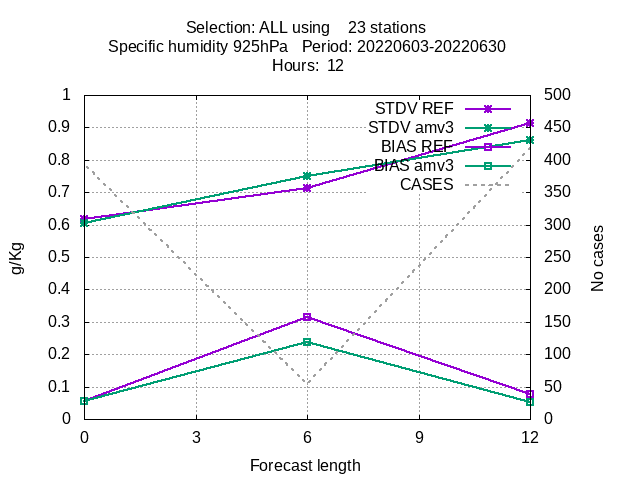 Selection: ALL using 23 stations
Specific humidity 925hPa Period: 20220603-20220630
Hours: 12
1 500
0.9 450
0.8 400
0.7 350
0.6 300
0.5 250
0.4 200
0.3 150
0.2 100
0.1 50
0 0
STDV REF
STDV amv3
BIAS REF
BIAS amv3
CASES
g/Kg
No cases
0 3 6 9 12
Forecast length